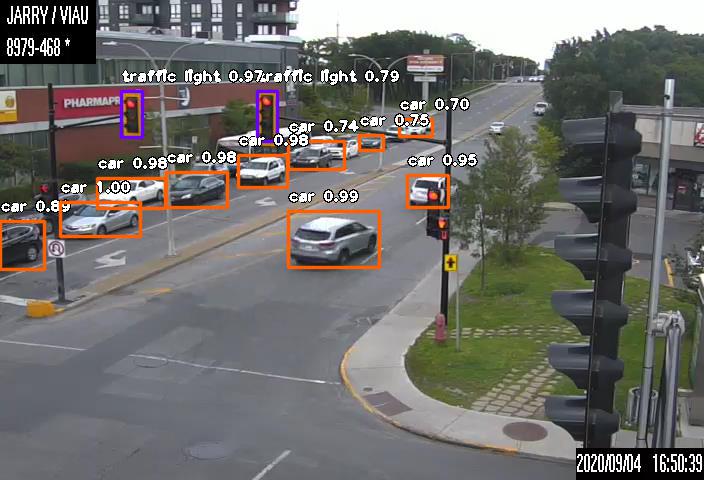 JARRY / VIAU
8979-468 *
traffic light 0.97
traffic light 0.79
car 0.70
car 0.75
car 0.74
car 0.98
car 0.98
car 0.98
car 0.95
car 1.00
car 0.99
car 0.89
PHARMAPR
2020/09/04 16:50:39